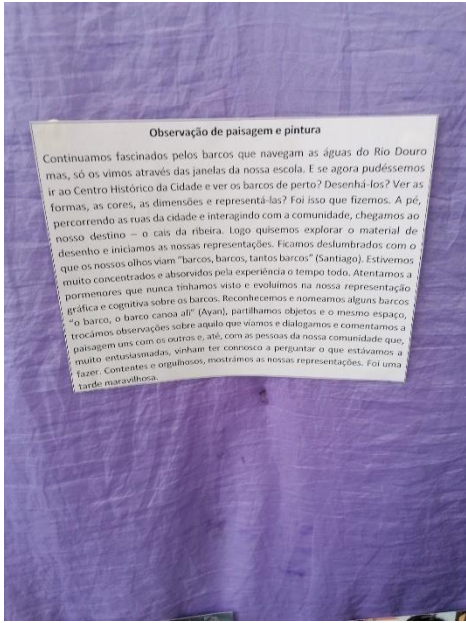 Observação de paisagem e pintura
Continuamos fascinados pelos barcos que navegam as águas do Rio Douro
mas, só os vimos através das janelas da nossa escola. E se agora pudéssemos
ir ao Centro Histórico da Cidade e ver os barcos de perto? Desenhá-los? Ver as
formas, as cores, as dimensões e representá-las? Foi isso que fizemos. A pé,
percorrendo as ruas da cidade e interagindo com a comunidade, chegamos ao
nosso destino – o cais da ribeira. Logo quisemos explorar o material de
desenho e iniciamos as nossas representações. Ficamos deslumbrados com o
que os nossos olhos viam "barcos, barcos, tantos barcos" (Santiago). Estivemos
muito concentrados e absorvidos pela experiência o tempo todo. Atentamos a
pormenores que nunca tínhamos visto e evoluímos na nossa representação
gráfica e cognitiva sobre os barcos. Reconhecemos e nomeamos alguns barcos
"o barco, o barco canoa ali" (Ayan), partilhamos objetos e o mesmo espaço,
trocámos observações sobre aquilo que víamos e dialogamos e comentamos a
paisagem uns com os outros e, até, com as pessoas da nossa comunidade que,
muito entusiasmadas, vinham ter connosco a perguntar o que estávamos a
fazer. Contentes e orgulhosos, mostrámos as nossas representações. Foi uma
tarde maravilhosa.